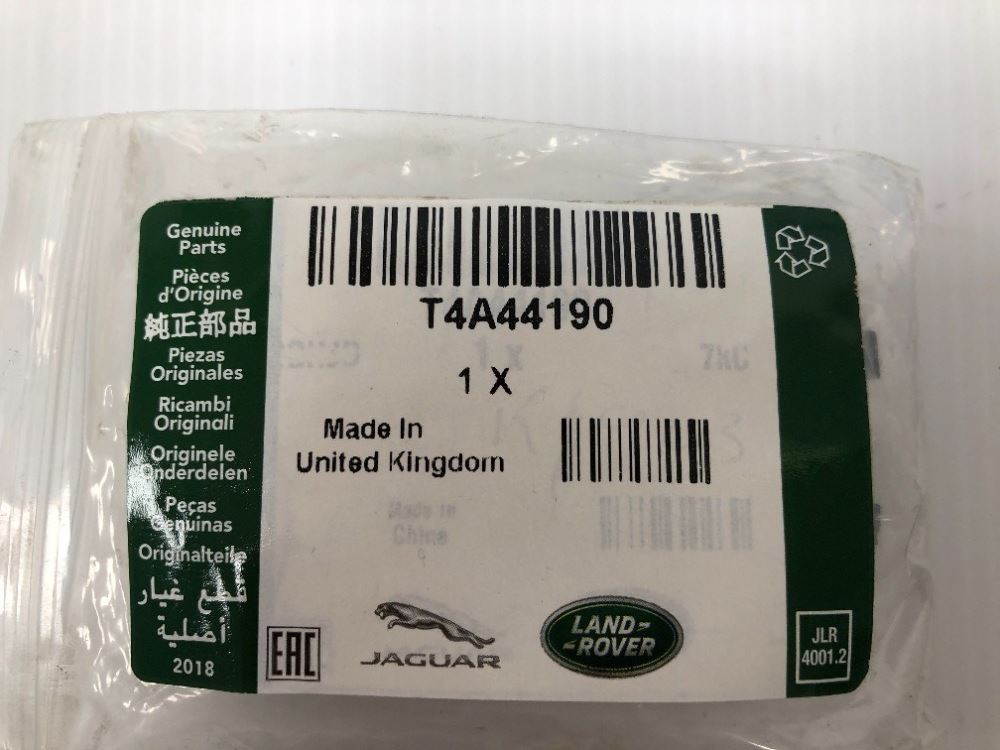 Genuine
Parts
Pièces
d'Origine
純正部品
Piezas
Originales
Ricambi
Originali
Originele
Onderdelen
Peças
Genuinas
Originalteile
قطع غيار
أصلية
2018
T4A44190
1 X
Made In
United Kingdom
1 X
Made In
China
EAC
JAGUAR
LAND-
-ROVER
JLR
4001.2